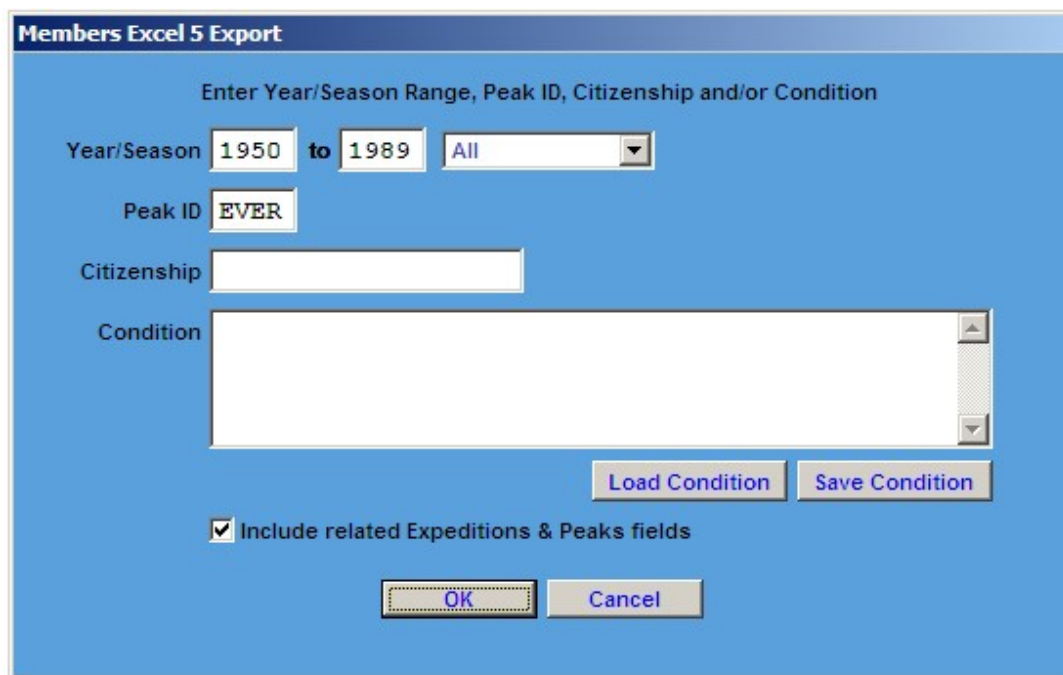 Members Excel 5 Export
Enter Year/Season Range, Peak ID, Citizenship and/or Condition
Year/Season 1950 to 1989 All
Peak ID EVER
Citizenship
Condition
Load Condition Save Condition
Include related Expeditions & Peaks fields
OK Cancel